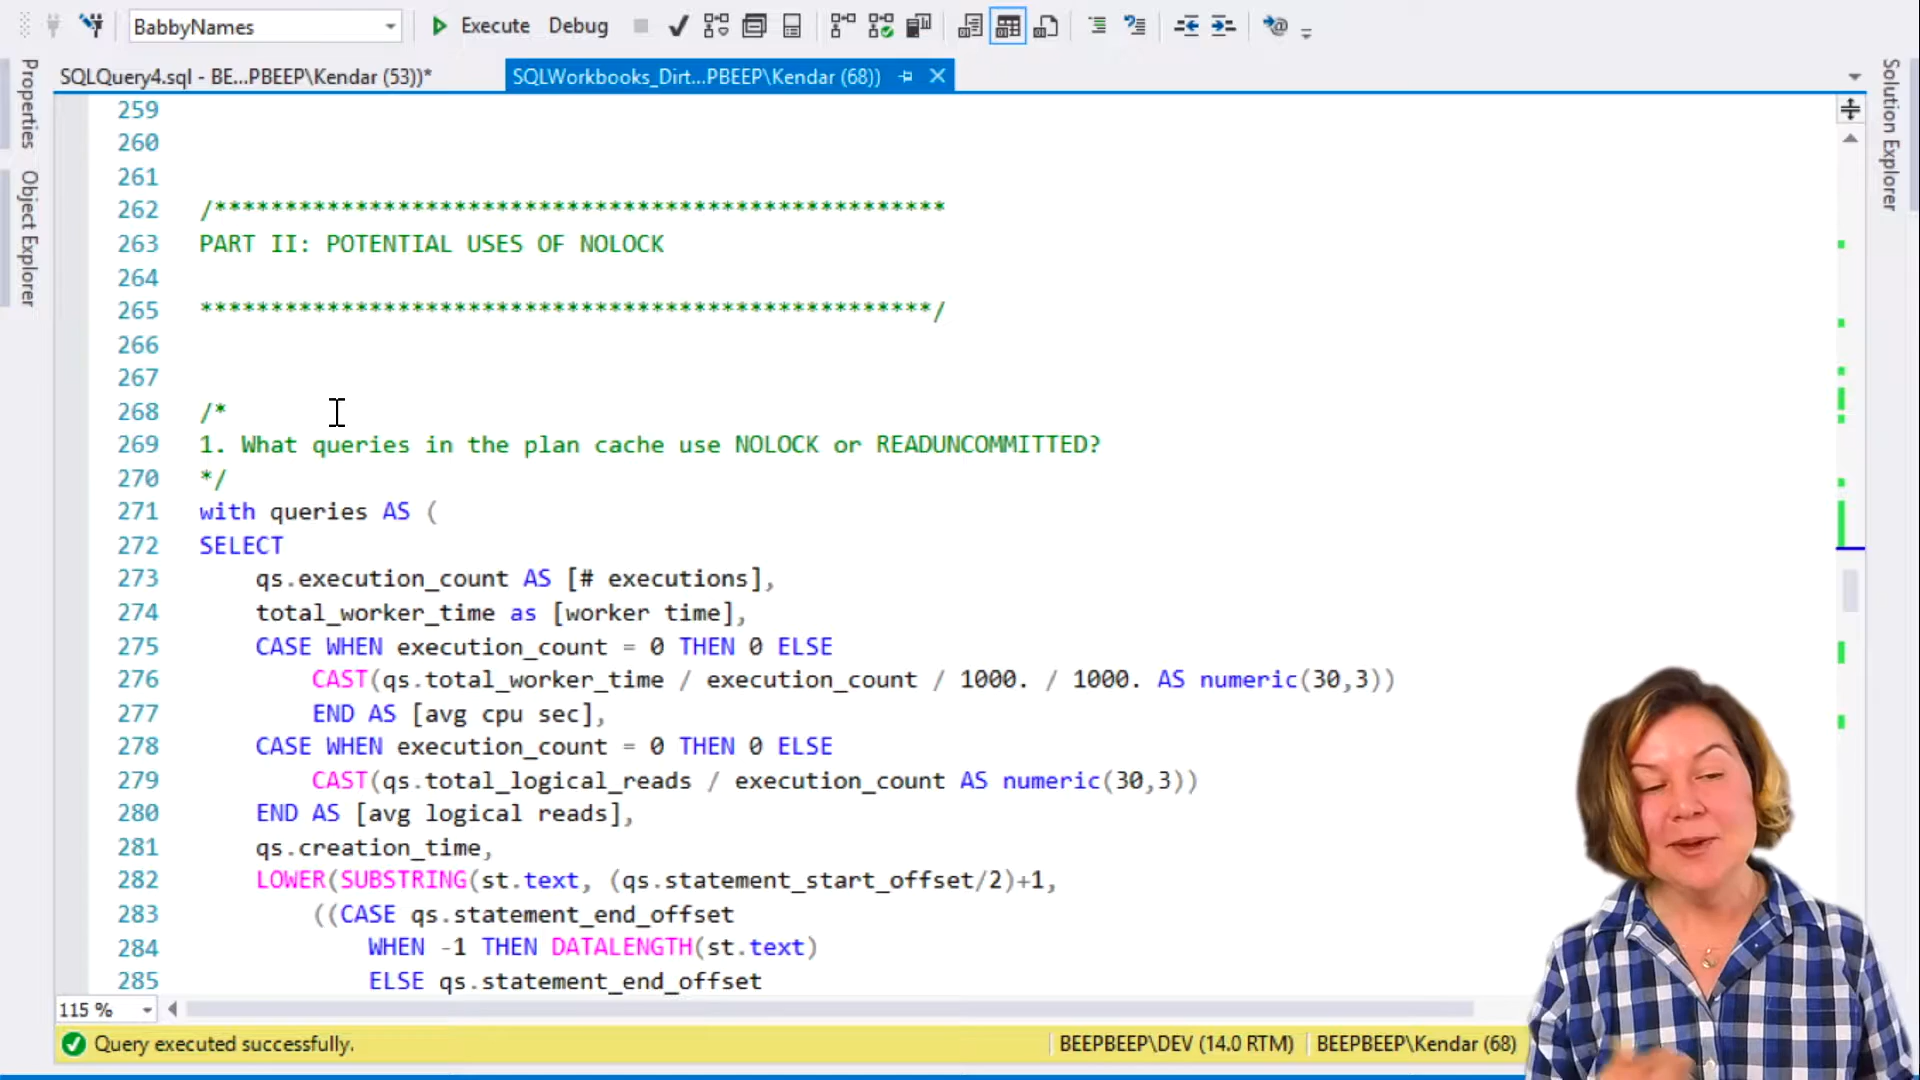 BabbyNames
Execute
Debug
SQLQuery4.sql - BE...PBEEP\Kendar (53))*
SQLWorkbooks_Dirt...PBEEP\Kendar (68))
Properties
Object Explorer
Solution Explorer
259
260
261
262 /****************************************************
263 PART II: POTENTIAL USES OF NOLOCK
264
265 ****************************************************/
266
267
268 /*
269 1. What queries in the plan cache use NOLOCK or READUNCOMMITTED?
270 */
271 with queries AS (
272 SELECT
273 qs.execution_count AS [# executions],
274 total_worker_time as [worker time],
275 CASE WHEN execution_count = 0 THEN 0 ELSE
276 CAST(qs.total_worker_time / execution_count / 1000. / 1000. AS numeric(30,3))
277 END AS [avg cpu sec],
278 CASE WHEN execution_count = 0 THEN 0 ELSE
279 CAST(qs.total_logical_reads / execution_count AS numeric(30,3))
280 END AS [avg logical reads],
281 qs.creation_time,
282 LOWER(SUBSTRING(st.text, (qs.statement_start_offset/2)+1,
283 ((CASE qs.statement_end_offset
284 WHEN -1 THEN DATALENGTH(st.text)
285 ELSE qs.statement_end_offset
115 %
Query executed successfully.
BEEPBEEP\DEV (14.0 RTM)
BEEPBEEP\Kendar (68)